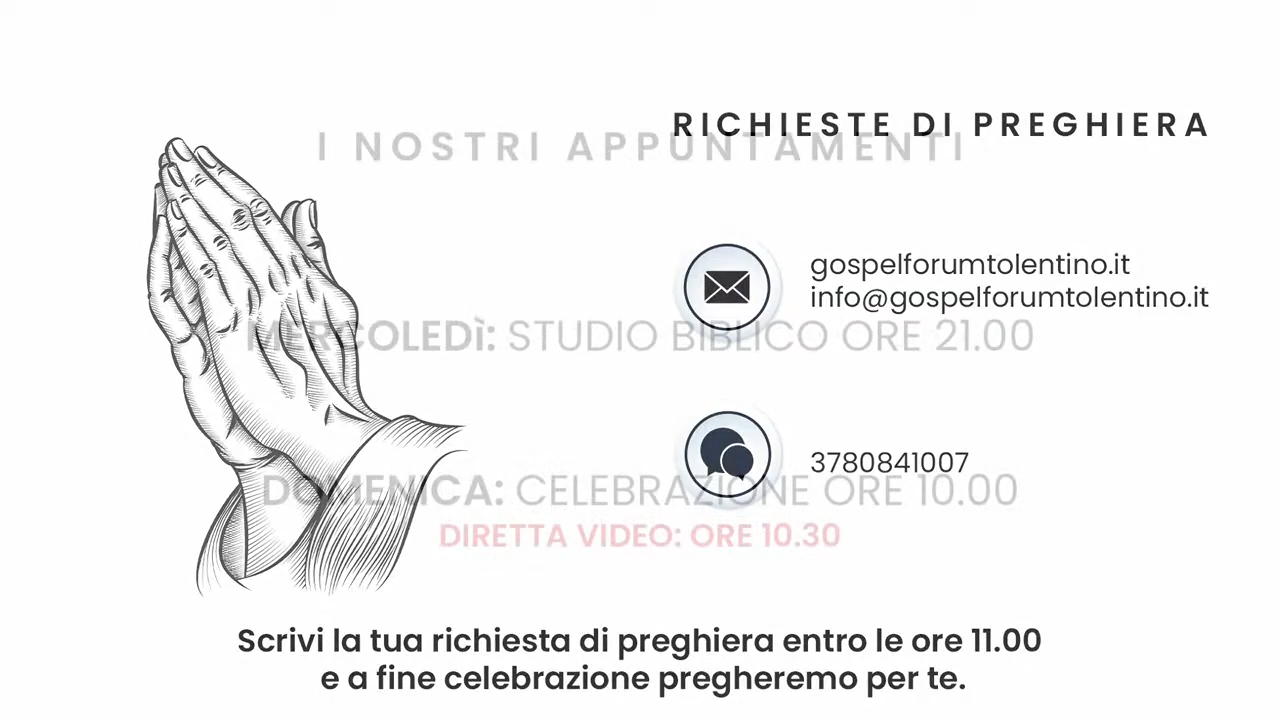 RICHIESTE DI PREGHIERA
I NOSTRI APPUNTAMENTI
gospelforumtolentino.it
info@gospelforumtolentino.it
MERCOLEDÌ: STUDIO BIBLICO ORE 21.00
3780841007
DOMENICA: CELEBRAZIONE ORE 10.00
DIRETTA VIDEO: ORE 10.30
Scrivi la tua richiesta di preghiera entro le ore 11.00
e a fine celebrazione pregheremo per te.